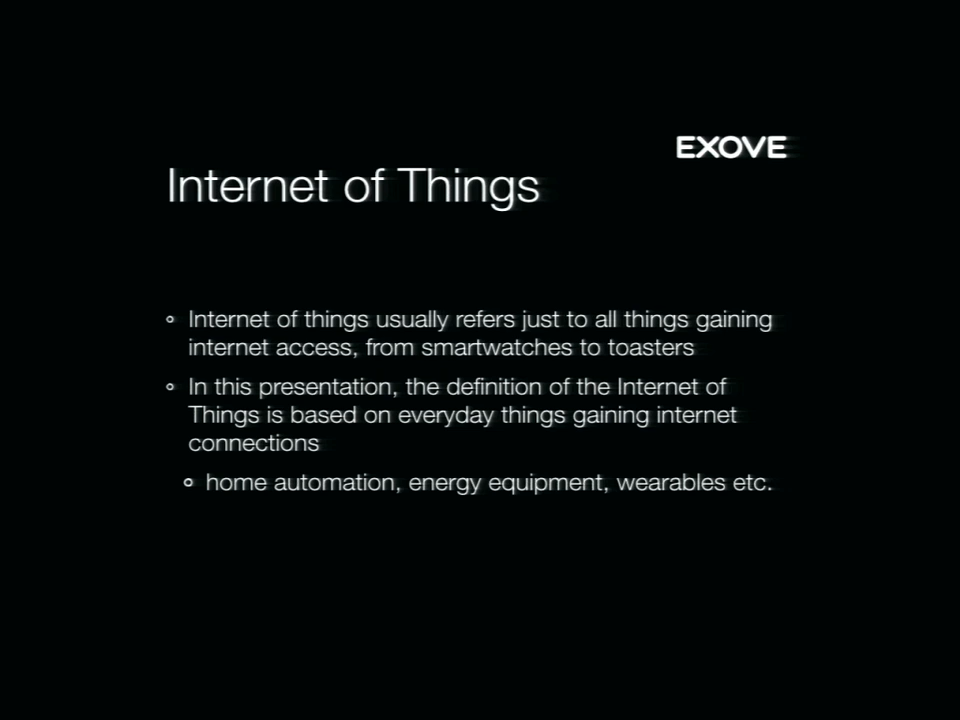 EXOVE
Internet of Things
Internet of things usually refers just to all things gaining
internet access, from smartwatches to toasters
In this presentation, the definition of the Internet of
Things is based on everyday things gaining internet
connections
home automation, energy equipment, wearables etc.